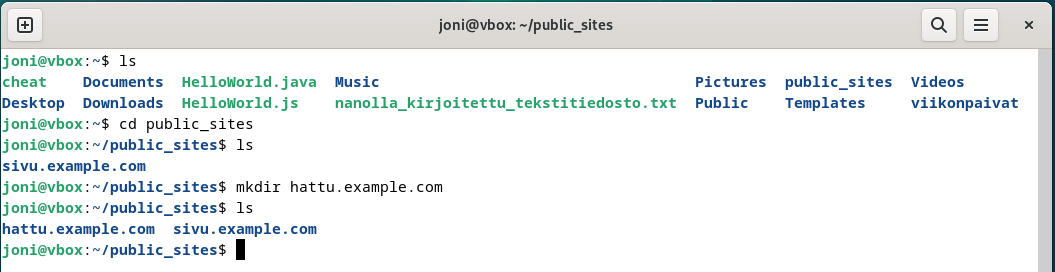 joni@vbox: ~/public_sites
joni@vbox:~$ ls
cheat    Documents  HelloWorld.java  Music                                   Pictures  public_sites  Videos
Desktop  Downloads  HelloWorld.js    nanolla_kirjoitettu_tekstitiedosto.txt  Public    Templates     viikonpaivat
joni@vbox:~$ cd public_sites
joni@vbox:~/public_sites$ ls
sivu.example.com
joni@vbox:~/public_sites$ mkdir hattu.example.com
joni@vbox:~/public_sites$ ls
hattu.example.com  sivu.example.com
joni@vbox:~/public_sites$